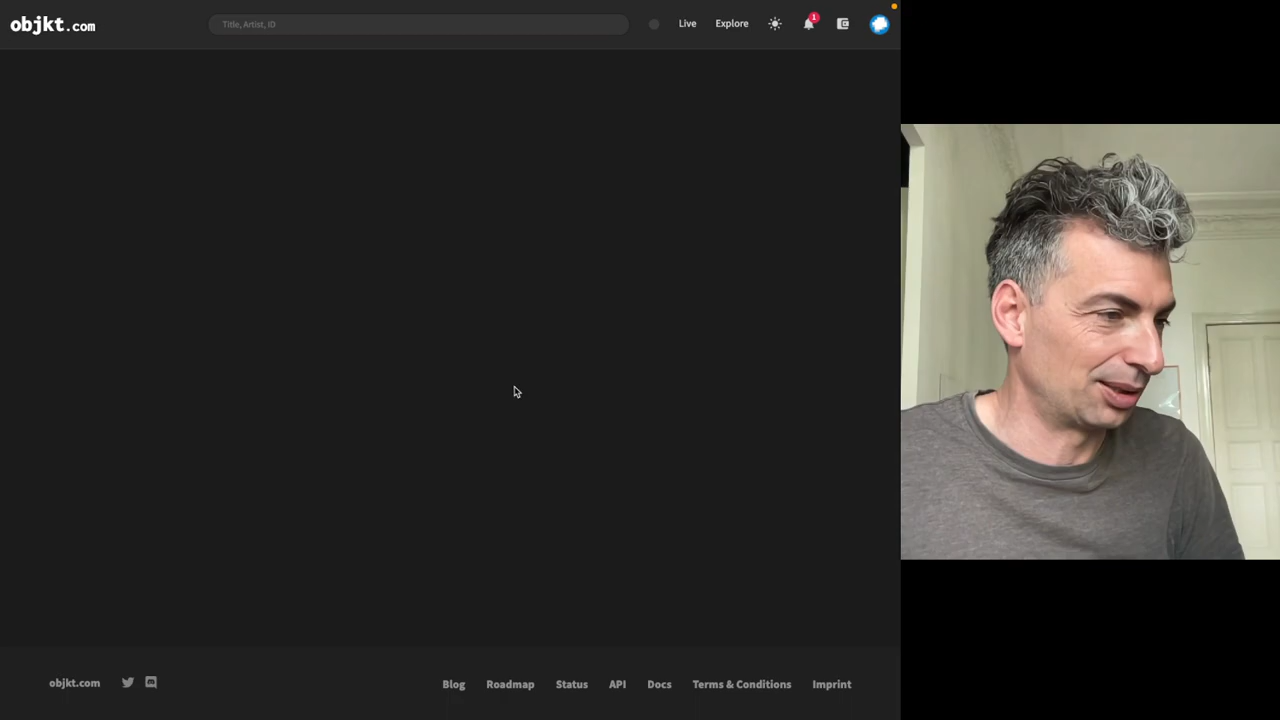 objkt.com
Title, Artist, ID
Live
Explore
1
objkt.com
Blog
Roadmap
Status
API
Docs
Terms & Conditions
Imprint